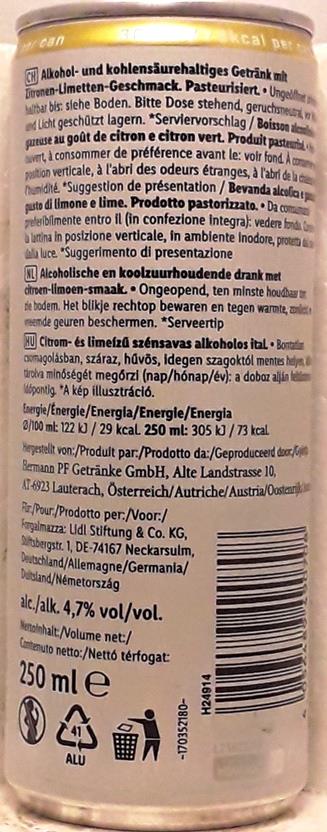 per can
kcal per
CH Alkohol- und kohlensäurehaltiges Getränk mit
Zitronen-Limetten-Geschmack. Pasteurisiert. • Ungeöffnet
haltbar bis: siehe Boden. Bitte Dose stehend, geruchsneutral,
und Licht geschützt lagern. *Serviervorschlag / Boisson
gazeuse au goût de citron et citron vert. Produit pasteurisé.
ouvert, à consommer de préférence avant le: voir fond. À
position verticale, à l'abri des odeurs étranges, à l'abri de la
l'humidité. *Suggestion de présentation / Bevanda alcolica
gusto di limone e lime. Prodotto pastorizzato. • Da
preferibilmente entro il (in confezione integra): vedere fondo.
la lattina in posizione verticale, in ambiente inodore, protetta
dalla luce. *Suggerimento di presentazione
NL Alcoholische en koolzuurhoudende drank met
citroen-limoen-smaak. • Ongeopend, ten minste houdbaar tot:
zie bodem. Het blikje rechtop bewaren en tegen warmte,
vreemde geuren beschermen. *Serveertip
HU Citrom- és limeízű szénsavas alkoholos ital. • Bontatlan
csomagolásban, száraz, hűvös, idegen szagoktól mentes helyen,
tárolva minőségét megőrzi (nap/hónap/év): a doboz alján
időpontig. *A kép illusztráció.
Energie/Énergie/Energia/Energie/Energia
Ø/100 ml: 122 kJ / 29 kcal 250 ml: 305 kJ / 73 kcal
Hergestellt von:/Produit par:/Prodotto da:/Geproduceerd door:
Hermann PF Getränke GmbH, Alte Landstrasse 10,
AT-6923 Lauterach, Österreich/Autriche/Austria/Oostenrijk
Für:/Pour:/Prodotto per:/Voor:/
Forgalmazza: Lidl Stiftung & Co. KG,
Stiftsbergstr. 1, DE-74167 Neckarsulm,
Deutschland/Allemagne/Germania/
Duitsland/Németország
alc./alk. 4,7% vol/vol.
Nettoinhalt:/Volume net:/
Contenuto netto:/Nettó térfogat:
250 ml e
41
ALU
-170352180-
H24914